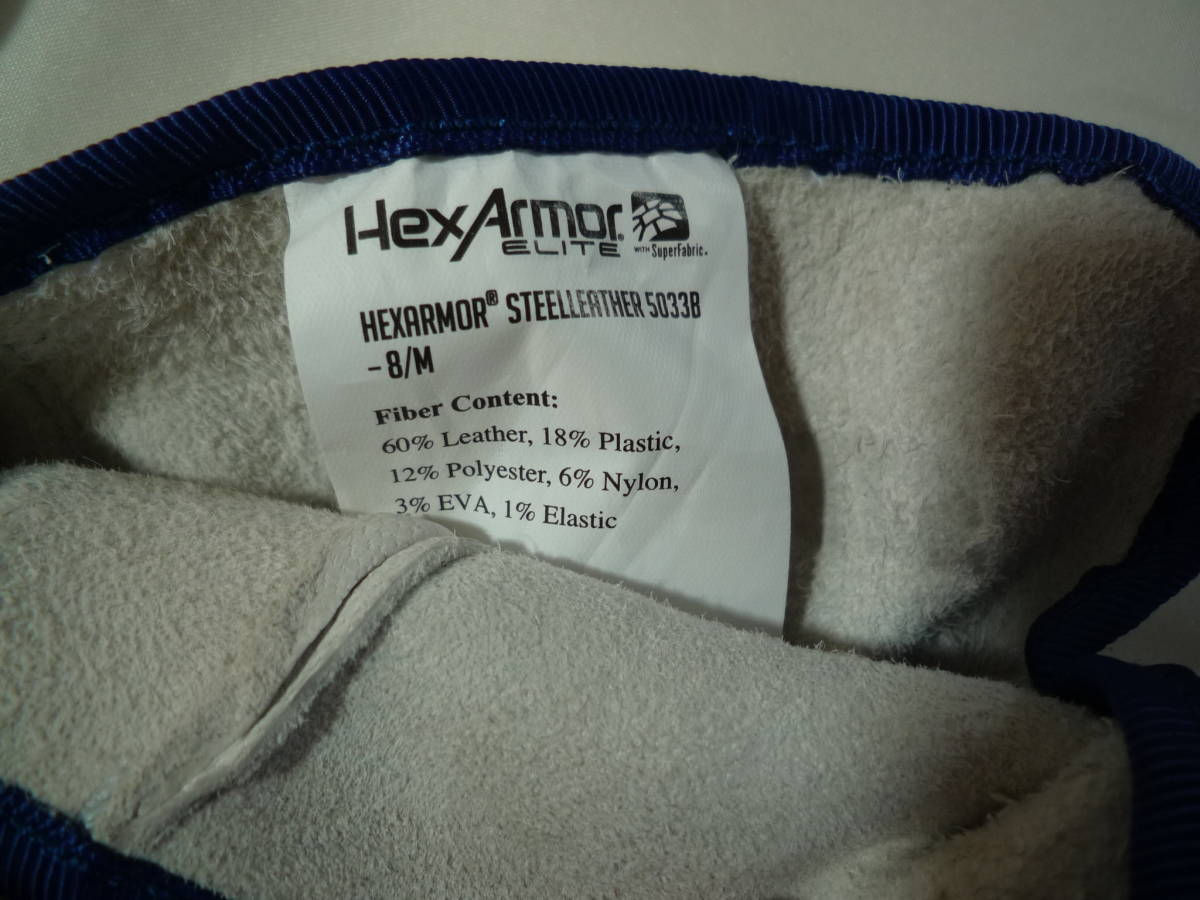 HexArmor®
ELITE
WITH SuperFabric®
HEXARMOR® STEELLEATHER 5033B
- 8/M
Fiber Content:
60% Leather, 18% Plastic,
12% Polyester, 6% Nylon,
3% EVA, 1% Elastic